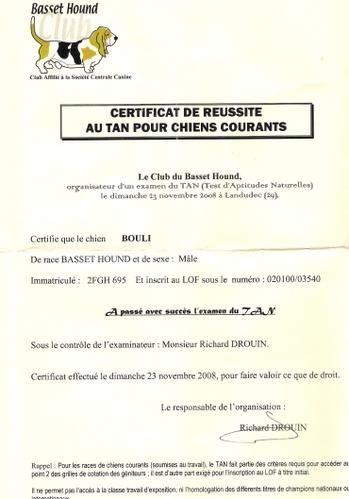 Basset Hound
Club
Club Affilié à la Société Centrale Canine
CERTIFICAT DE REUSSITE
AU TAN POUR CHIENS COURANTS
Le Club du Basset Hound,
organisateur d'un examen du TAN (Test d'Aptitudes Naturelles)
le dimanche 23 novembre 2008 à Landudec (29).
Certifie que le chien BOULI
De race BASSET HOUND et de sexe : Mâle
Immatriculé : 2FGH 695 Et inscrit au LOF sous le numéro : 020100/03540
A passé avec succès l'examen du TAN
Sous le contrôle de l'examinateur : Monsieur Richard DROUIN.
Certificat effectué le dimanche 23 novembre 2008, pour faire valoir ce que de droit.
Le responsable de l'organisation :
Richard DROUIN
Rappel : Pour les races de chiens courants (soumises au travail), le TAN fait partie des critères requis pour accéder au
point 2 des grilles de cotation des géniteurs ; il est d'autre part exigé pour l'inscription au LOF à titre initial.
Il ne permet pas l'accès à la classe travail d'exposition, ni l'homologation des différents titres de champions nationaux ou